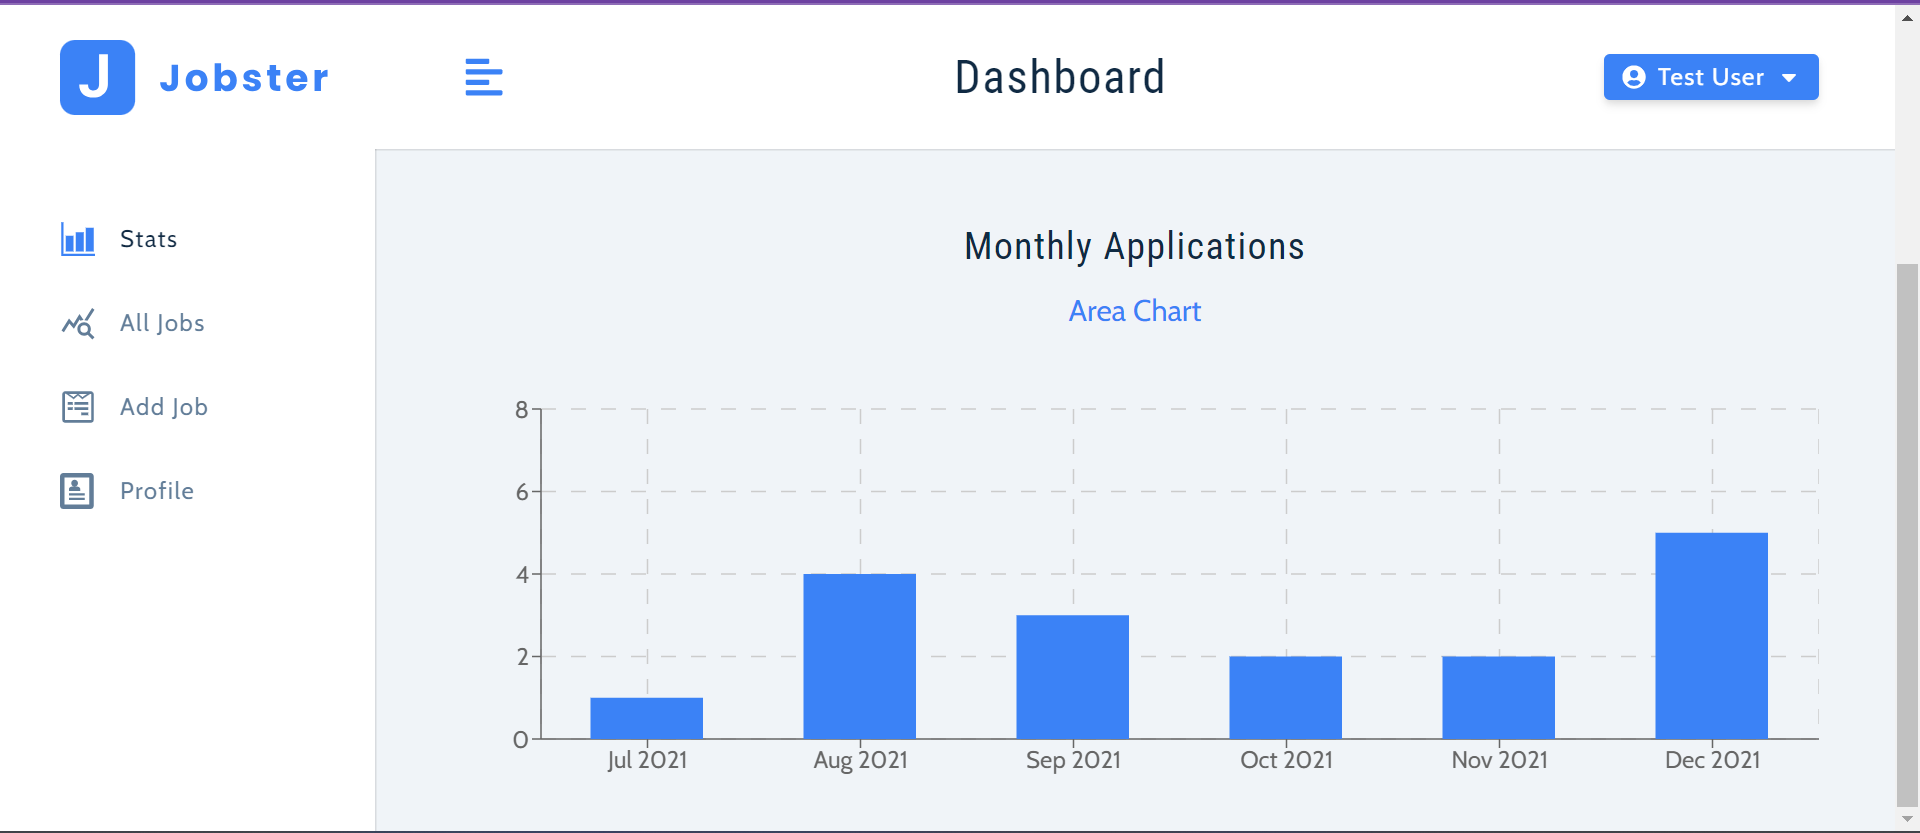 J Jobster
Dashboard
Test User
Stats
All Jobs
Add Job
Profile
Monthly Applications
Area Chart
8
6
4
2
0
Jul 2021 Aug 2021 Sep 2021 Oct 2021 Nov 2021 Dec 2021